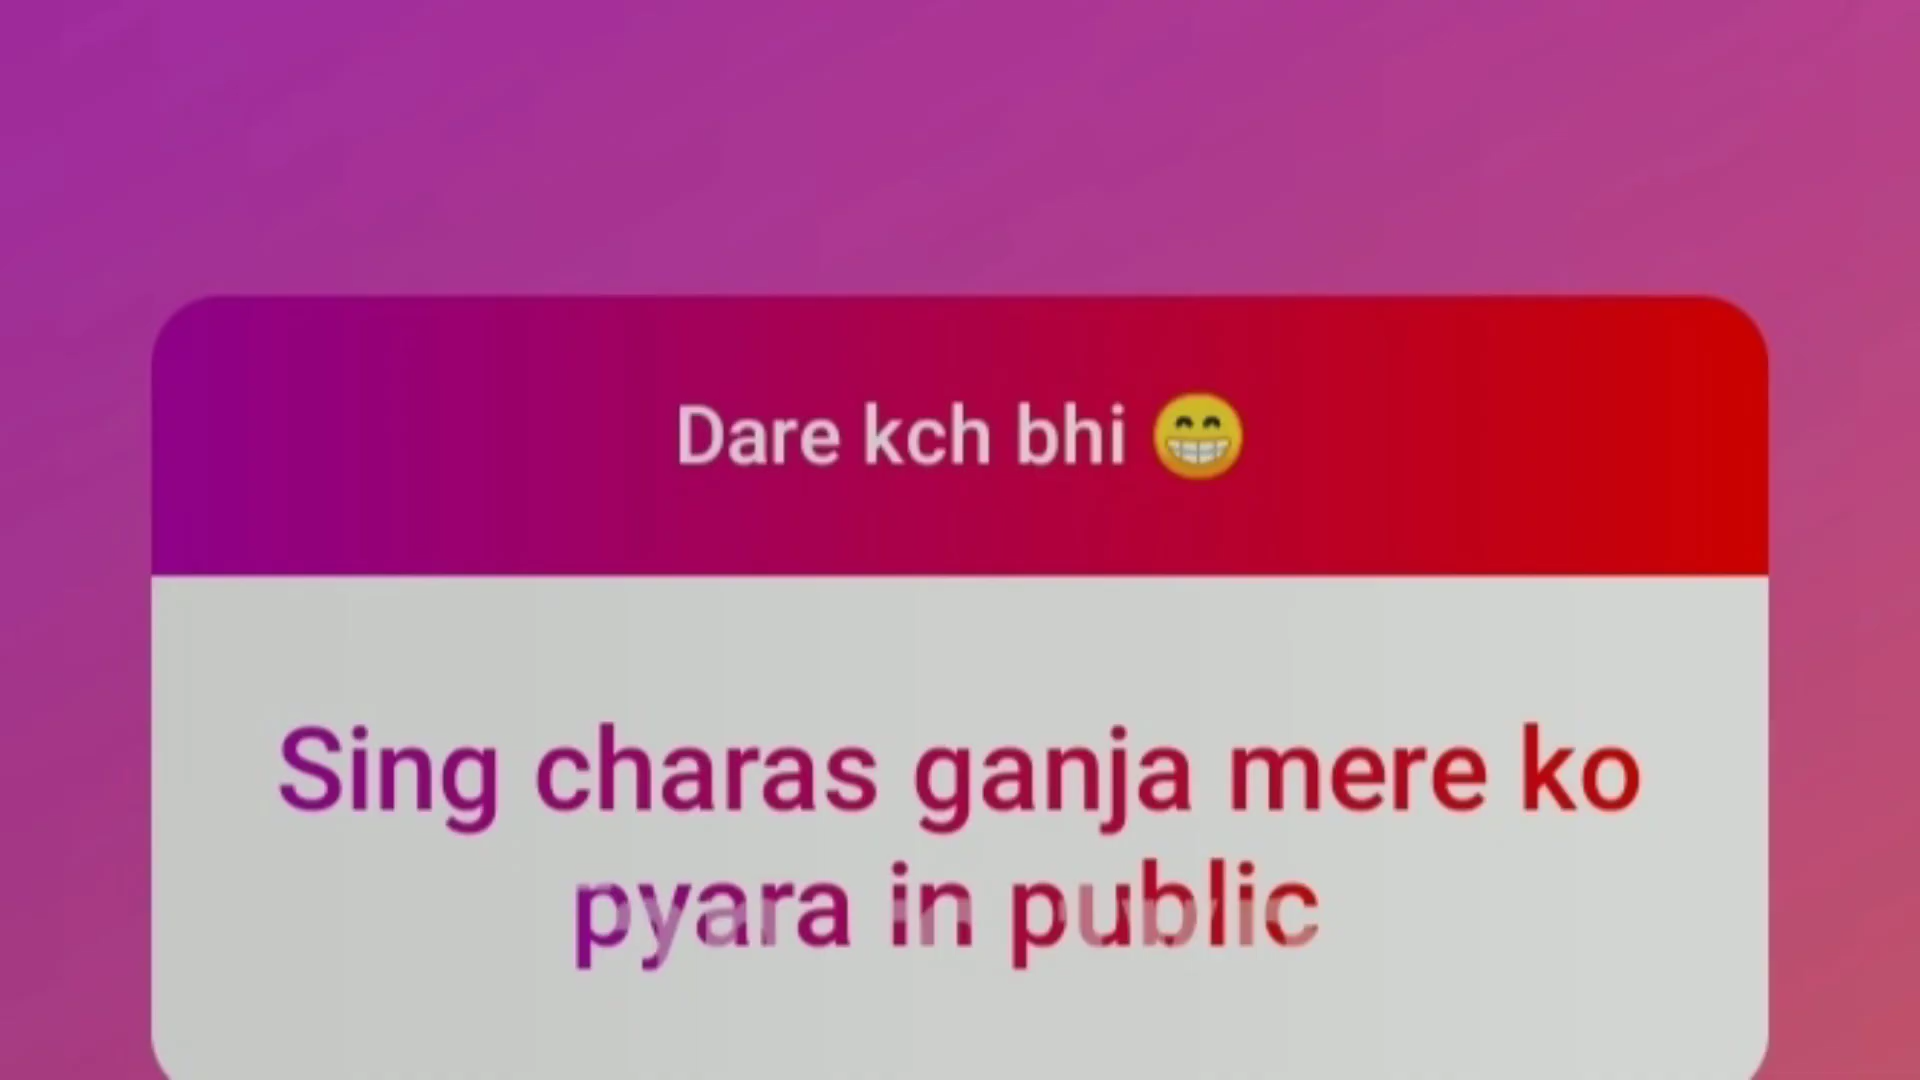 Dare kch bhi 😁
Sing charas ganja mere ko
pyara in public